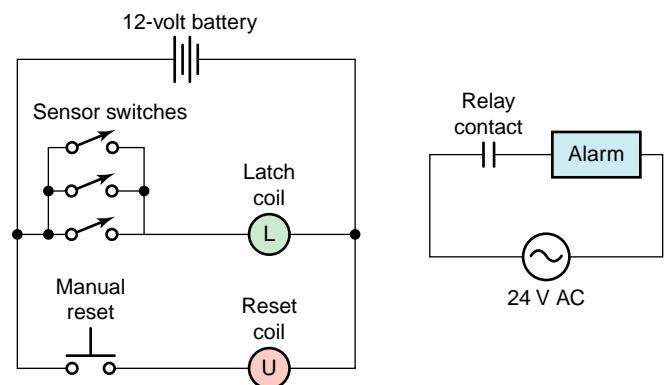 12-volt battery
Sensor switches
Latch
coil
L
Manual
reset
Reset
coil
U
Relay
contact
Alarm
24 V AC